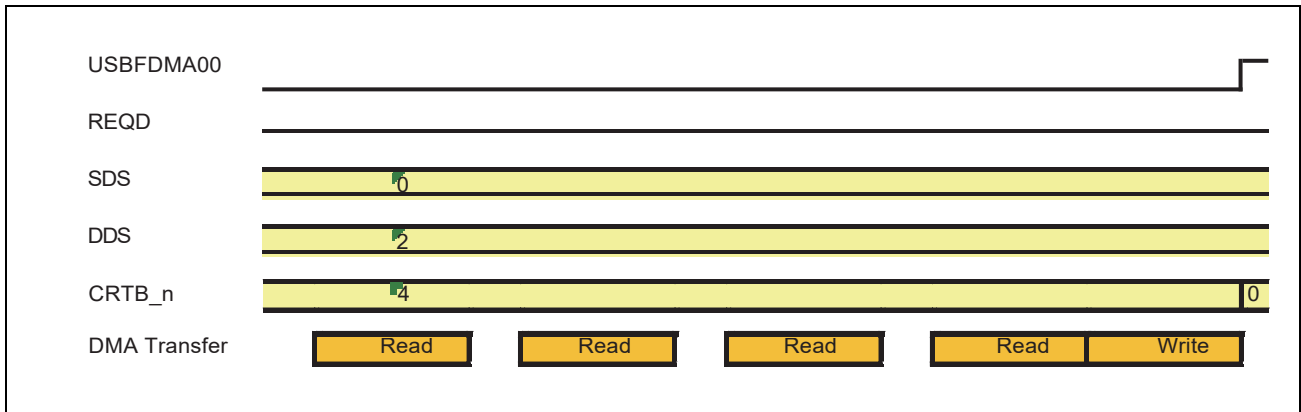 USBFDMA00
REQD
SDS 0
DDS 2
CRTB_n 4 0
DMA Transfer Read Read Read Read Write